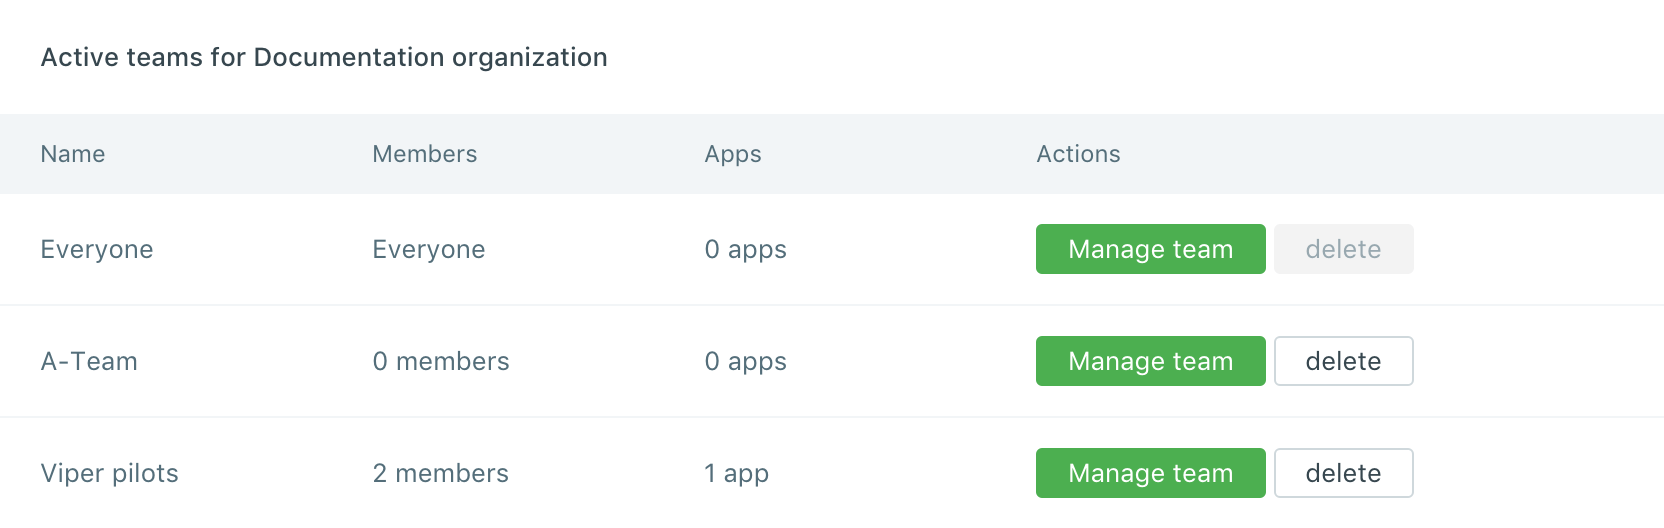 Active teams for Documentation organization
Name Members Apps Actions
Everyone Everyone 0 apps Manage team delete
A-Team 0 members 0 apps Manage team delete
Viper pilots 2 members 1 app Manage team delete